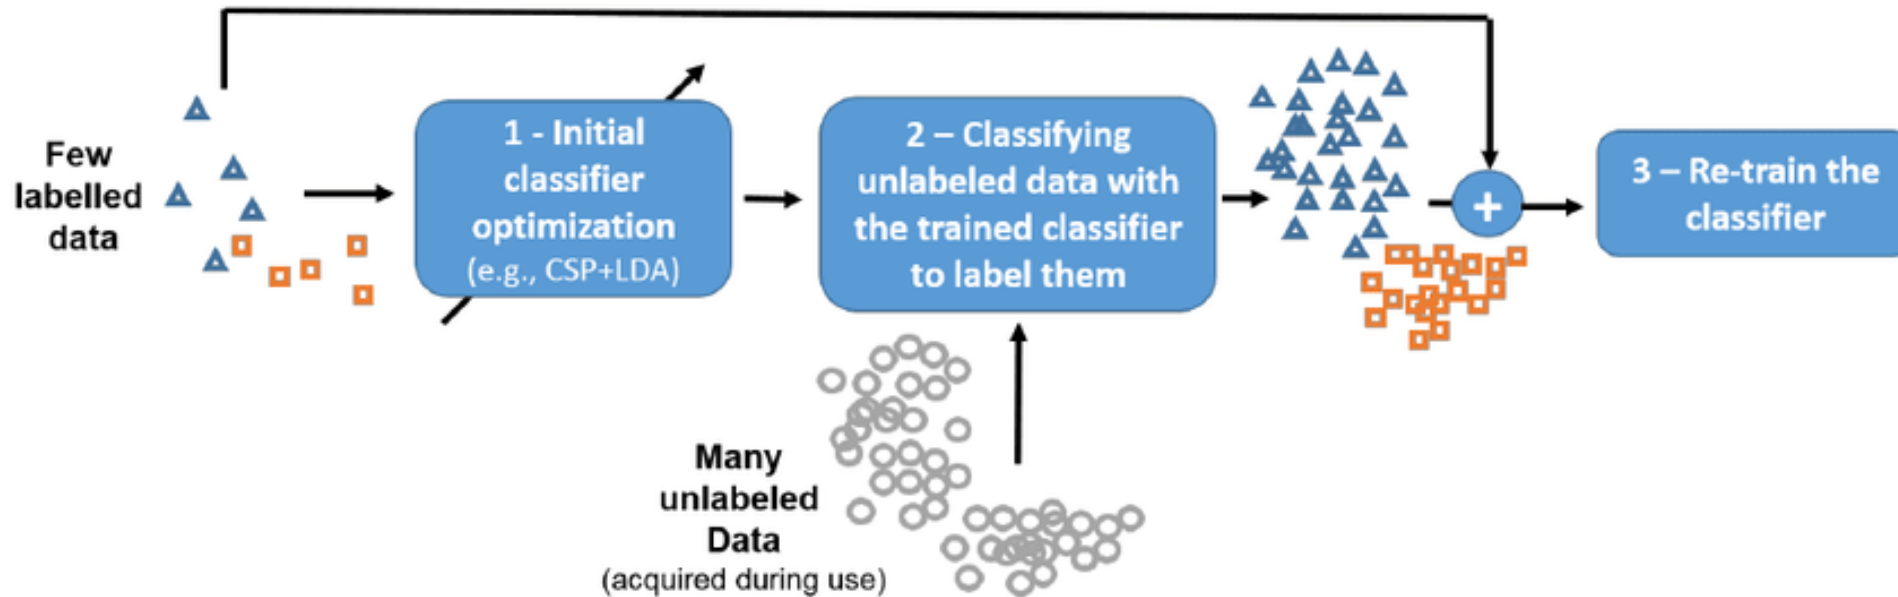 Few
labelled
data
1 - Initial
classifier
optimization
(e.g., CSP+LDA)
2 – Classifying
unlabeled data with
the trained classifier
to label them
+
3 – Re-train the
classifier
Many
unlabeled
Data
(acquired during use)